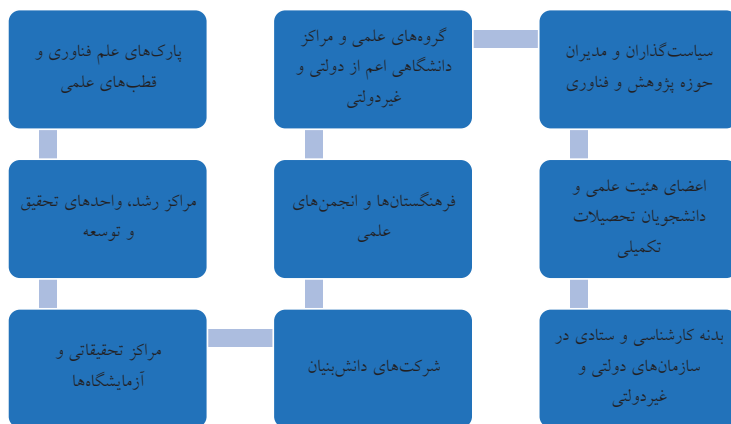 سیاست‌گذاران و مدیران
حوزه پژوهش و فناوری
اعضای هئیت علمی و
دانشجویان تحصیلات
تکمیلی
بدنه کارشناسی و ستادی در
سازمان‌های دولتی و
غیردولتی
گروه‌های علمی و مراکز
دانشگاهی اعم از دولتی و
غیردولتی
فرهنگستان‌ها و انجمن‌های
علمی
شرکت‌های دانش‌بنیان
پارک‌های علم فناوری و
قطب‌های علمی
مراکز رشد، واحدهای تحقیق
و توسعه
مراکز تحقیقاتی و
آزمایشگاه‌ها